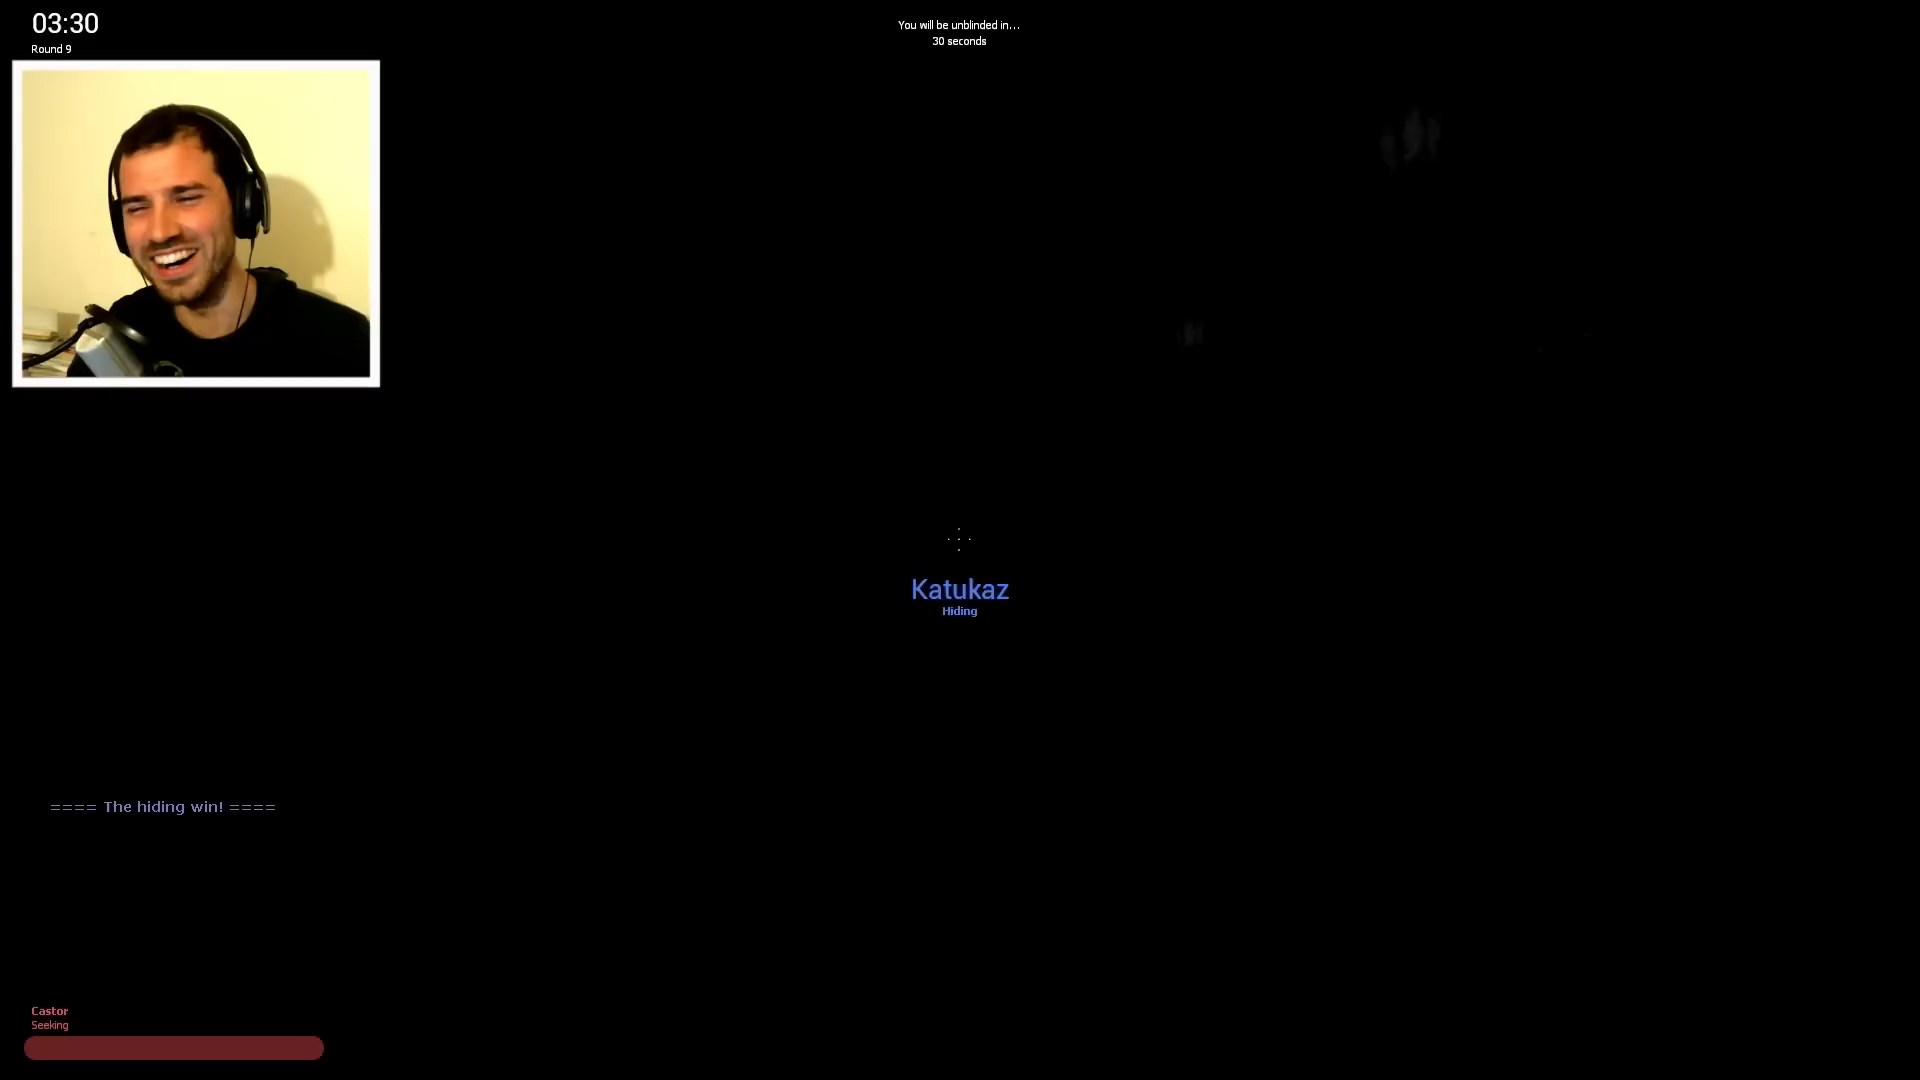 03:30
Round 9
You will be unblinded in...
30 seconds
Katukaz
Hiding
==== The hiding win! ====
Castor
Seeking